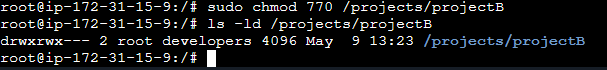 root@ip-172-31-15-9:/# sudo chmod 770 /projects/projectB
root@ip-172-31-15-9:/# ls -ld /projects/projectB
drwxrwx--- 2 root developers 4096 May  9 13:23 /projects/projectB
root@ip-172-31-15-9:/#